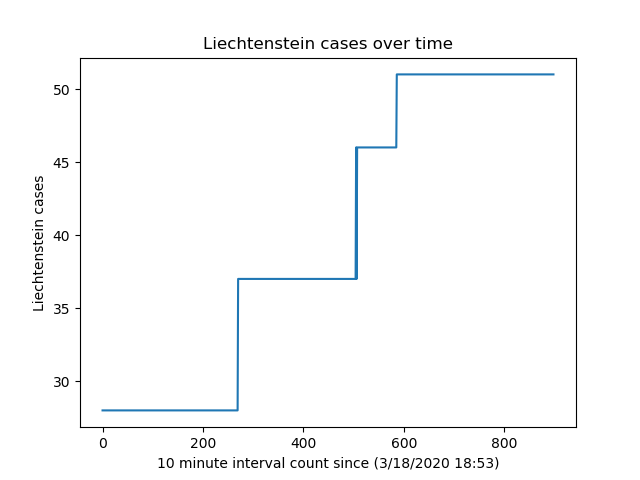 Liechtenstein cases over time
50
45
40
35
30
Liechtenstein cases
0 200 400 600 800
10 minute interval count since (3/18/2020 18:53)